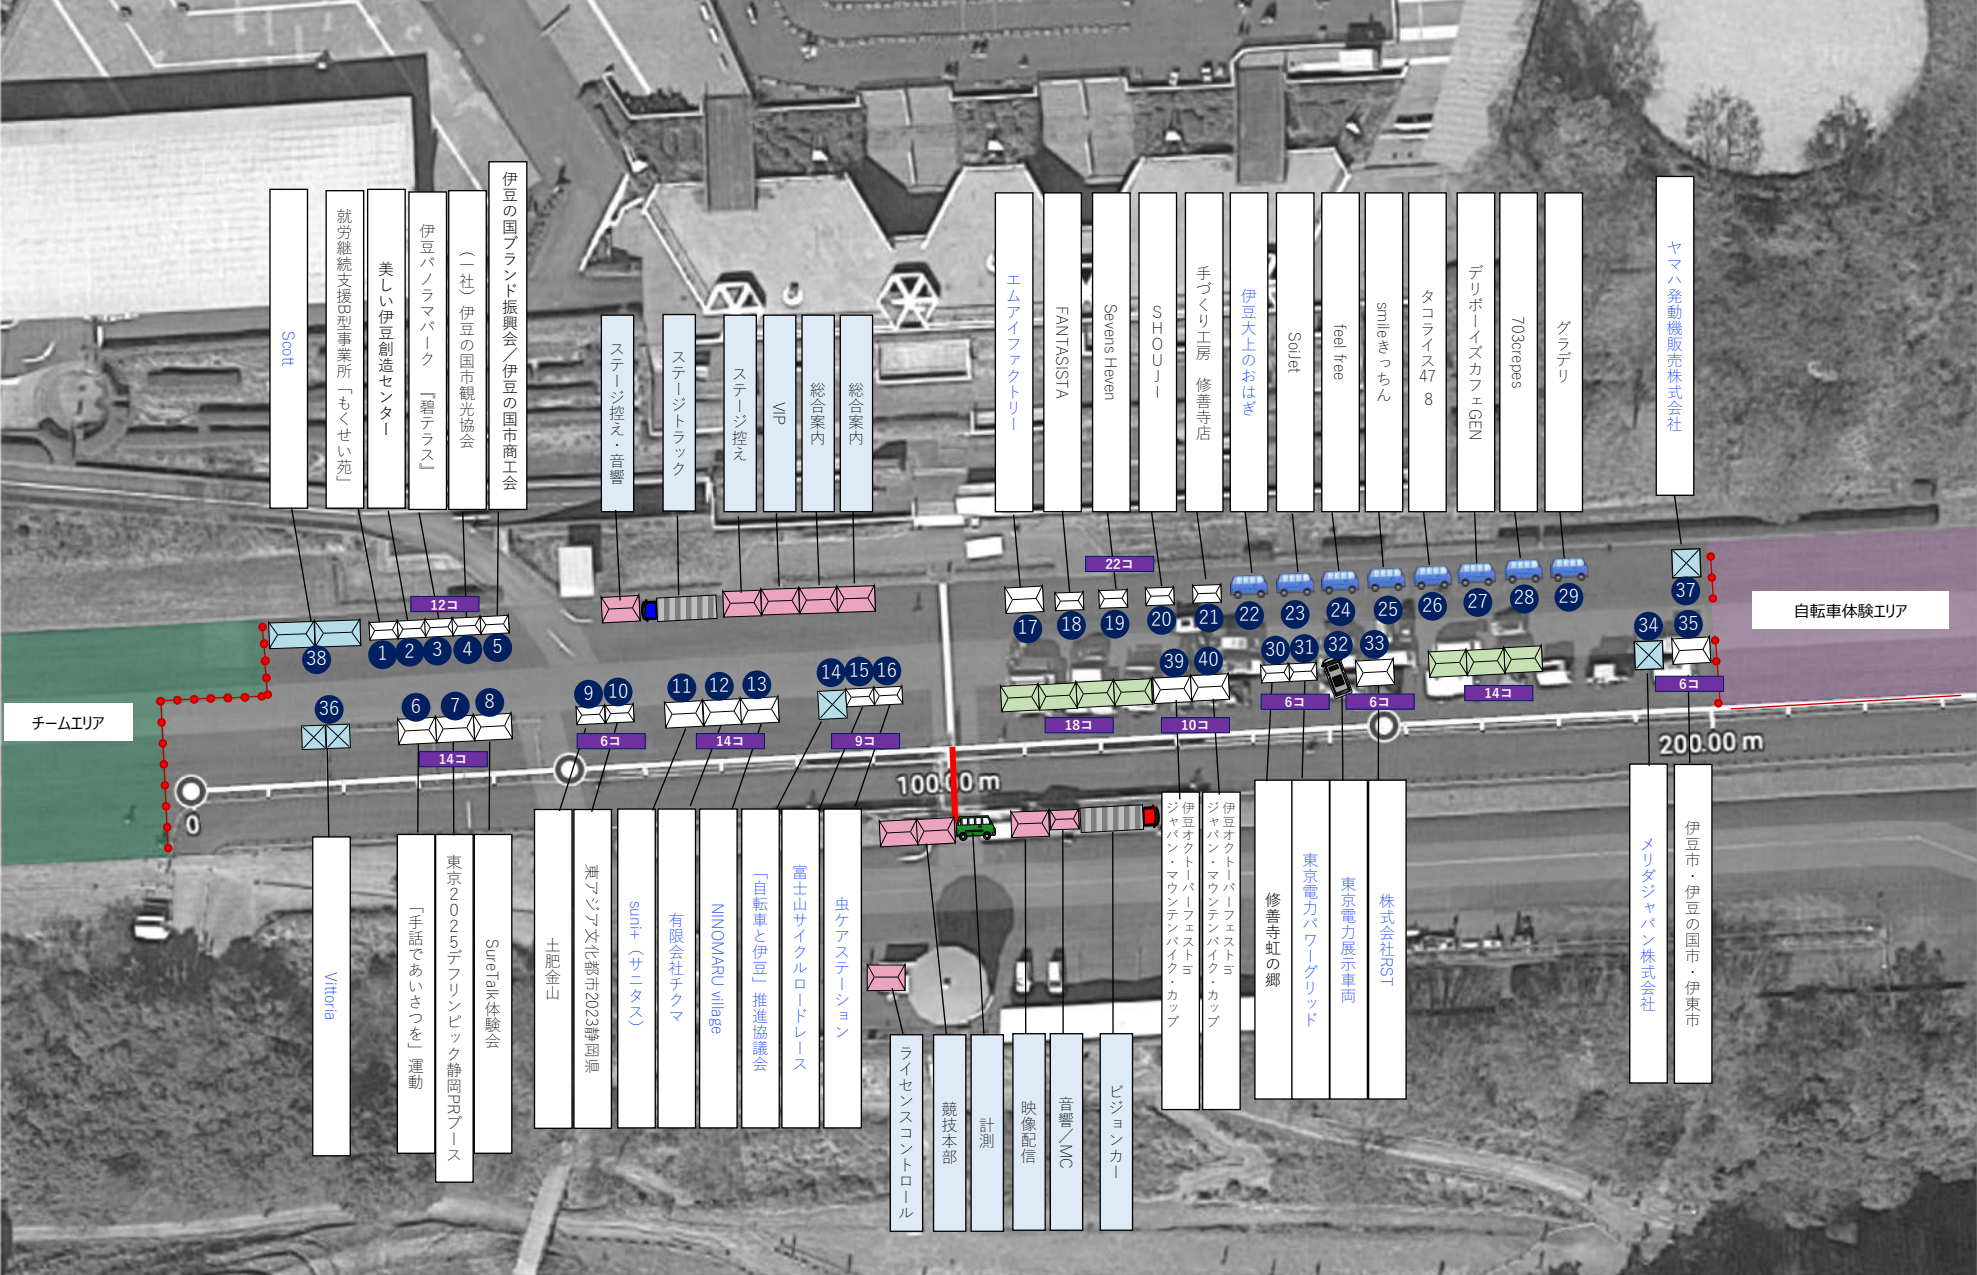 Scott
就労継続支援B型事業所「もくせい苑」
美しい伊豆創造センター
伊豆パノラマパーク 『碧テラス』
（一社）伊豆の国市観光協会
伊豆の国ブランド振興会／伊豆の国市商工会
ステージ控え・音響
ステージトラック
ステージ控え
VIP
総合案内
総合案内
エムアイファクトリー
FANTASISTA
Sevens Heven
ＳＨＯＵＪＩ
手づくり工房 修善寺店
伊豆大上のおはぎ
SoiJet
feel free
smileきっちん
タコライス47 8
デリボーイズカフェGEN
703crepes
グラデリ
ヤマハ発動機販売株式会社
22コ
12コ
38
1
2
3
4
5
17
18
19
20
21
22
23
24
25
26
27
28
29
37
自転車体験エリア
チームエリア
36
6
7
8
9
10
11
12
13
14
15
16
39
40
30
31
32
33
34
35
14コ
6コ
14コ
9コ
18コ
10コ
6コ
6コ
14コ
6コ
0
100.00 m
200.00 m
Vittoria
「手話であいさつを」運動
東京2025デフリンピック静岡PRブース
SureTalk体験会
土肥金山
東アジア文化都市2023静岡県
suni+（サニタス）
有限会社チクマ
NINOMARU village
「自転車と伊豆」推進協議会
富士山サイクルロードレース
虫ケアステーション
ライセンスコントロール
競技本部
計測
映像配信
音響／MC
ビジョンカー
伊豆オクトーバーフェストin
ジャパン・マウンテンバイク・カップ
伊豆オクトーバーフェストin
ジャパン・マウンテンバイク・カップ
修善寺虹の郷
東京電力パワーグリッド
東京電力展示車両
株式会社RST
メリダジャパン株式会社
伊豆市・伊豆の国市・伊東市